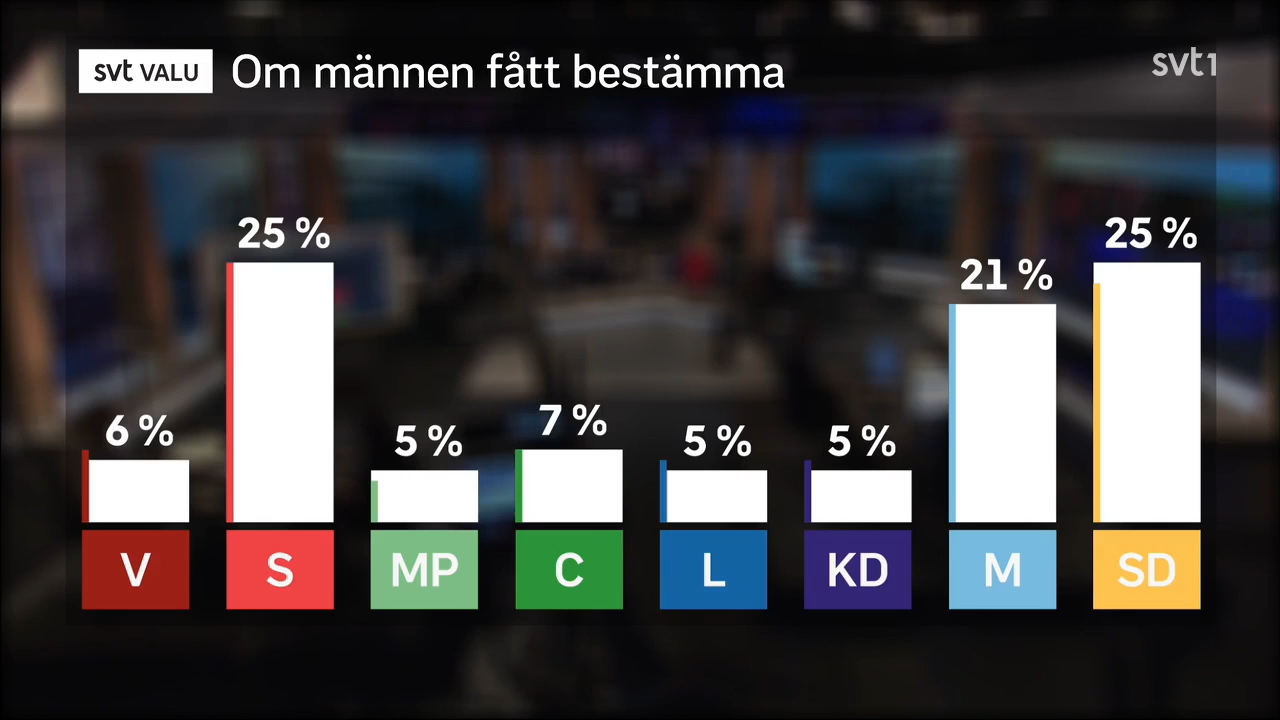 svt VALU Om männen fått bestämma
svt1
25 % 25 %
21 %
6 % 5 % 7 % 5 % 5 %
V S MP C L KD M SD